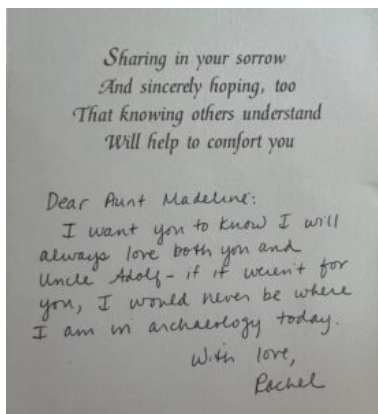 Sharing in your sorrow
And sincerely hoping, too
That knowing others understand
Will help to comfort you
Dear Aunt Madeline:
I want you to know I will
always love both you and
Uncle Adolf - if it weren't for
you, I would never be where
I am in archaeology today.
With love,
Rachel